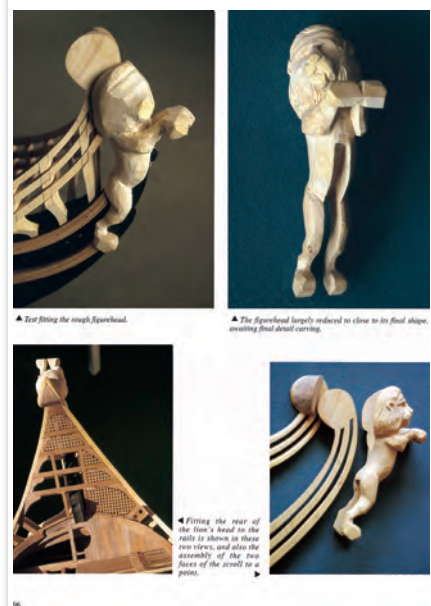 ▲ Test fitting the rough figurehead.
▲ The figurehead largely reduced to close to its final shape,
awaiting final detail carving.
◀ Fitting the rear of
the lion's head to the
rails is shown in these
two views, and also the
assembly of the two
faces of the scroll to a
point. ▶
96